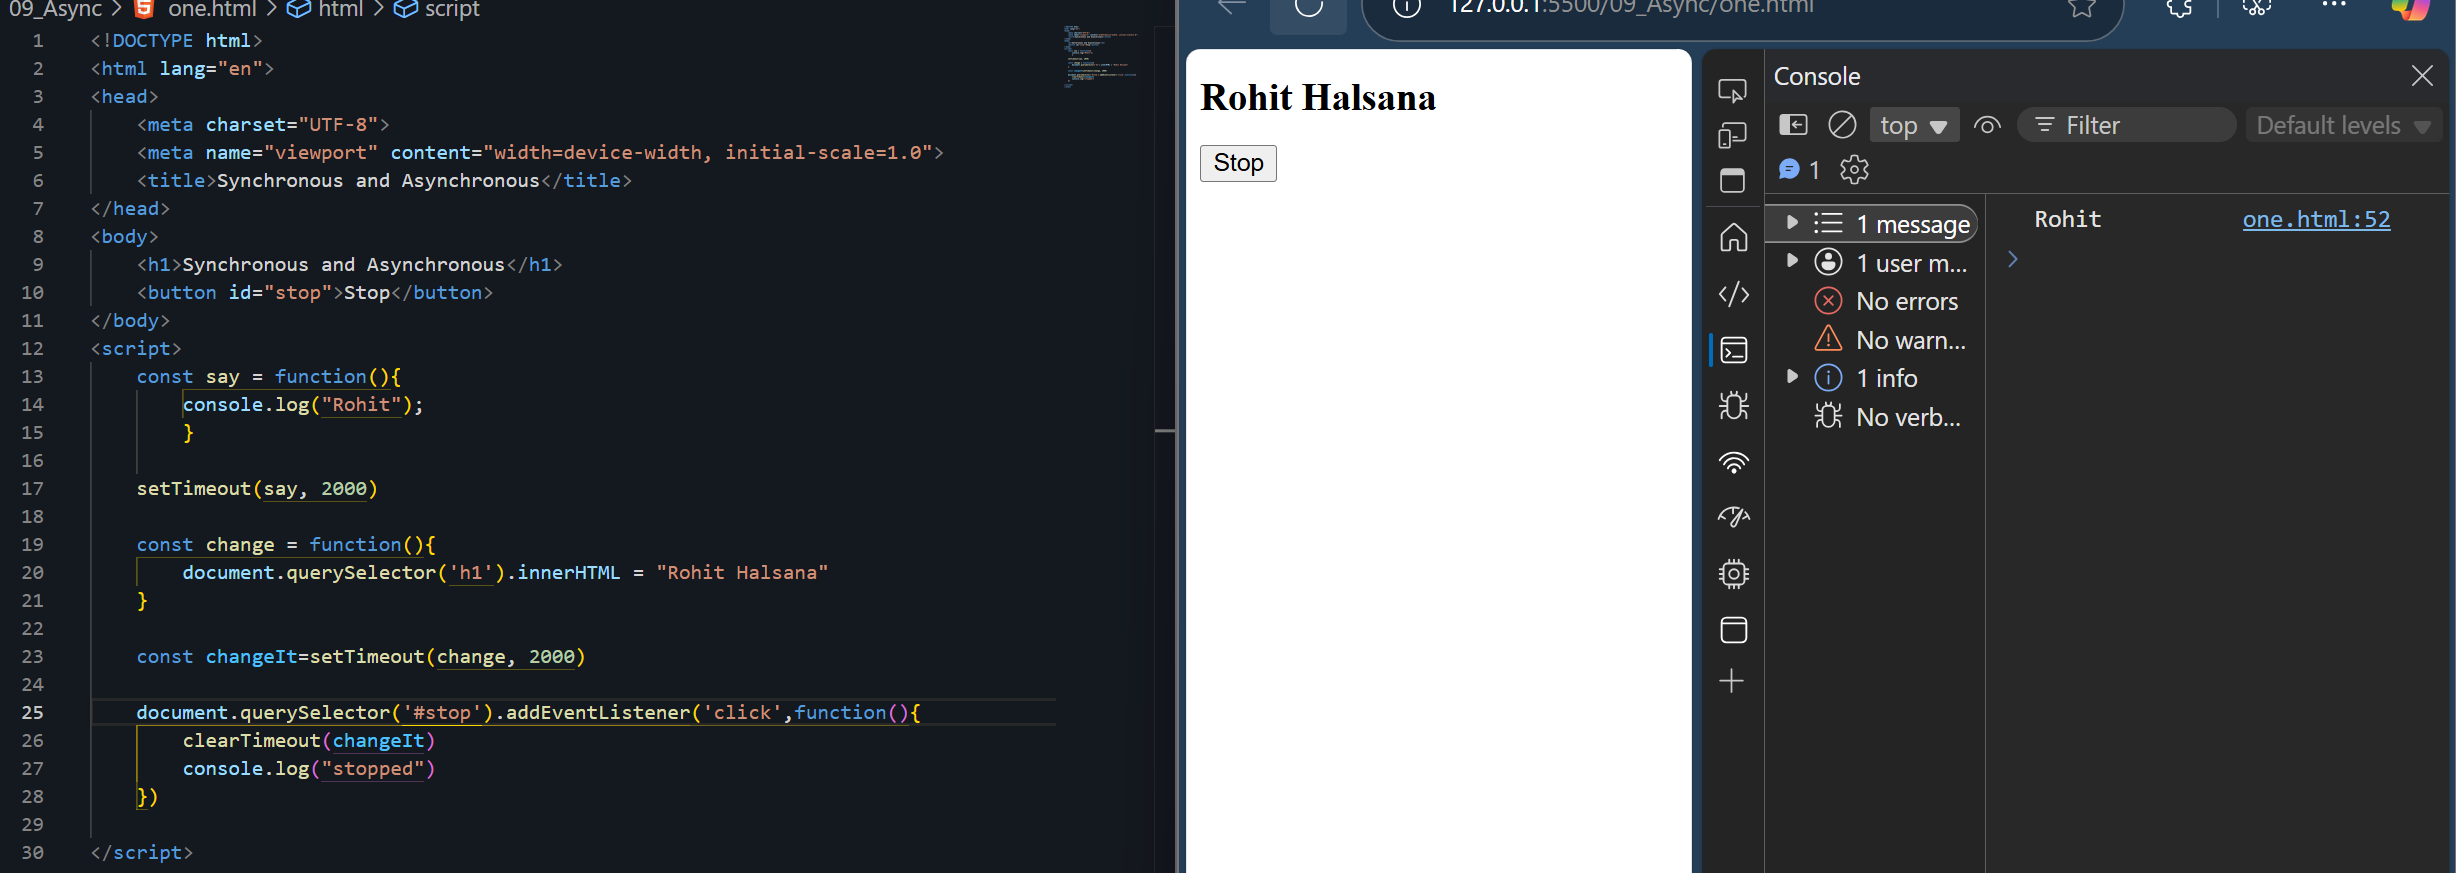 09_Async > one.html > html > script
1 <!DOCTYPE html>
2 <html lang="en">
3 <head>
4 <meta charset="UTF-8">
5 <meta name="viewport" content="width=device-width, initial-scale=1.0">
6 <title>Synchronous and Asynchronous</title>
7 </head>
8 <body>
9 <h1>Synchronous and Asynchronous</h1>
10 <button id="stop">Stop</button>
11 </body>
12 <script>
13 const say = function(){
14 console.log("Rohit");
15 }
16
17 setTimeout(say, 2000)
18
19 const change = function(){
20 document.querySelector('h1').innerHTML = "Rohit Halsana"
21 }
22
23 const changeIt=setTimeout(change, 2000)
24
25 document.querySelector('#stop').addEventListener('click',function(){
26 clearTimeout(changeIt)
27 console.log("stopped")
28 })
29
30 </script>
127.0.0.1:5500/09_Async/one.html
Rohit Halsana
Stop
Console
top
Filter
Default levels
1
1 message
1 user m...
No errors
No warn...
1 info
No verb...
Rohit one.html:52